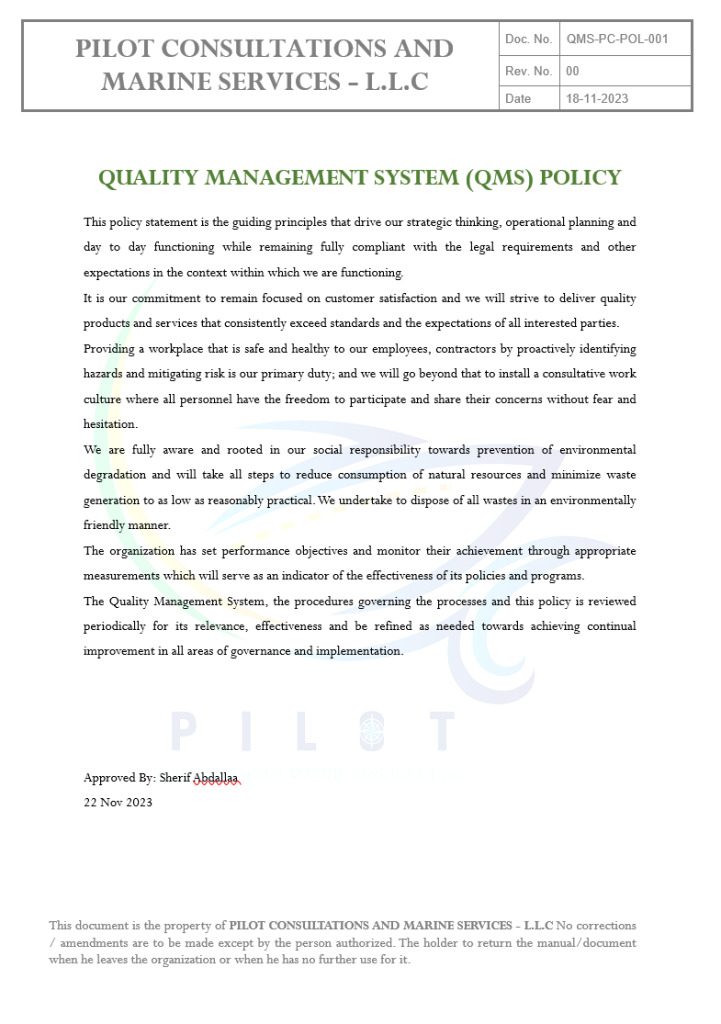 PILOT CONSULTATIONS AND
MARINE SERVICES - L.L.C
Doc. No. QMS-PC-POL-001
Rev. No. 00
Date 18-11-2023
QUALITY MANAGEMENT SYSTEM (QMS) POLICY
This policy statement is the guiding principles that drive our strategic thinking, operational planning and
day to day functioning while remaining fully compliant with the legal requirements and other
expectations in the context within which we are functioning.
It is our commitment to remain focused on customer satisfaction and we will strive to deliver quality
products and services that consistently exceed standards and the expectations of all interested parties.
Providing a workplace that is safe and healthy to our employees, contractors by proactively identifying
hazards and mitigating risk is our primary duty; and we will go beyond that to install a consultative work
culture where all personnel have the freedom to participate and share their concerns without fear and
hesitation.
We are fully aware and rooted in our social responsibility towards prevention of environmental
degradation and will take all steps to reduce consumption of natural resources and minimize waste
generation to as low as reasonably practical. We undertake to dispose of all wastes in an environmentally
friendly manner.
The organization has set performance objectives and monitor their achievement through appropriate
measurements which will serve as an indicator of the effectiveness of its policies and programs.
The Quality Management System, the procedures governing the processes and this policy is reviewed
periodically for its relevance, effectiveness and be refined as needed towards achieving continual
improvement in all areas of governance and implementation.
PILOT
Approved By: Sherif Abdallaa
22 Nov 2023
This document is the property of PILOT CONSULTATIONS AND MARINE SERVICES - L.L.C No corrections
/ amendments are to be made except by the person authorized. The holder to return the manual/document
when he leaves the organization or when he has no further use for it.